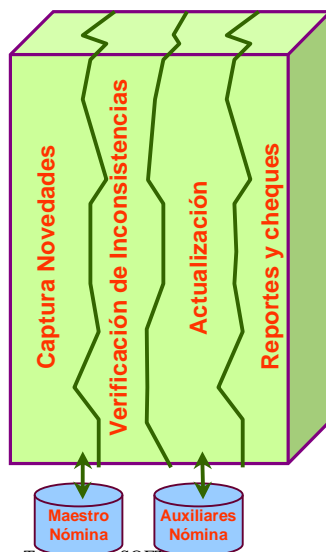 Captura Novedades
Verificación de Inconsistencias
Actualización
Reportes y cheques
Maestro
Nómina
Auxiliares
Nómina